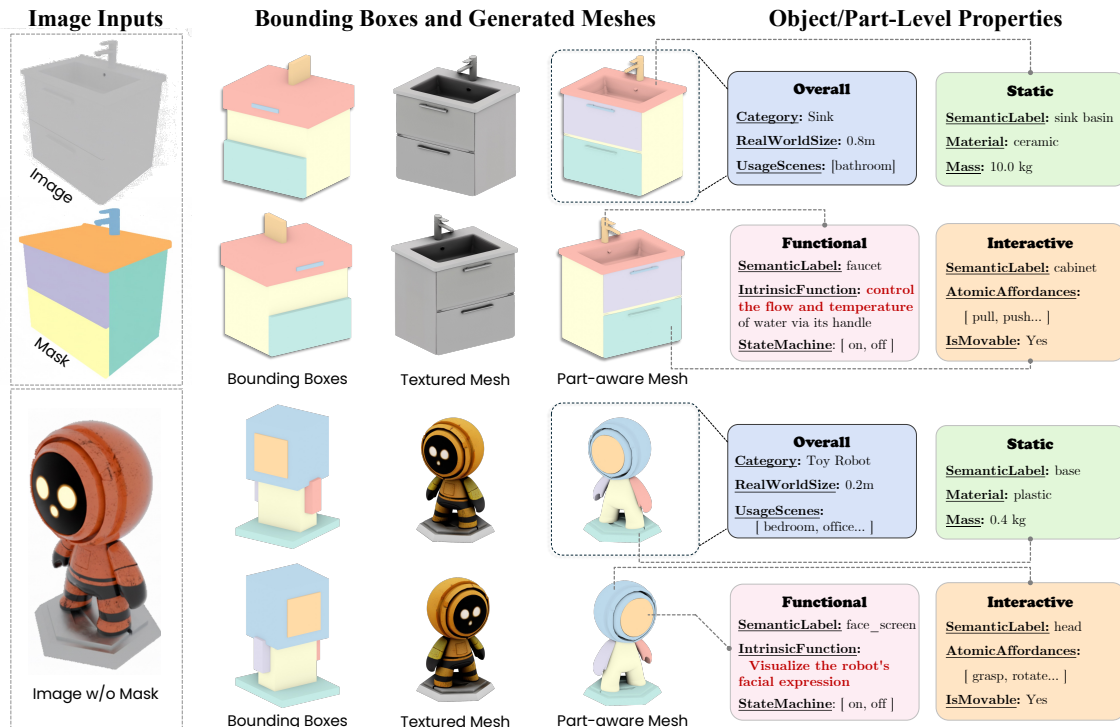 Image Inputs
Bounding Boxes and Generated Meshes
Object/Part-Level Properties
Image
Mask
Overall
Category: Sink
RealWorldSize: 0.8m
UsageScenes: [bathroom]
Static
SemanticLabel: sink basin
Material: ceramic
Mass: 10.0 kg
Functional
SemanticLabel: faucet
IntrinsicFunction: control
the flow and temperature
of water via its handle
StateMachine: [ on, off ]
Interactive
SemanticLabel: cabinet
AtomicAffordances:
[ pull, push... ]
IsMovable: Yes
Bounding Boxes
Textured Mesh
Part-aware Mesh
Overall
Category: Toy Robot
RealWorldSize: 0.2m
UsageScenes:
[ bedroom, office... ]
Static
SemanticLabel: base
Material: plastic
Mass: 0.4 kg
Functional
SemanticLabel: face_screen
IntrinsicFunction:
Visualize the robot's
facial expression
StateMachine: [ on, off ]
Interactive
SemanticLabel: head
AtomicAffordances:
[ grasp, rotate... ]
IsMovable: Yes
Image w/o Mask
Bounding Boxes
Textured Mesh
Part-aware Mesh